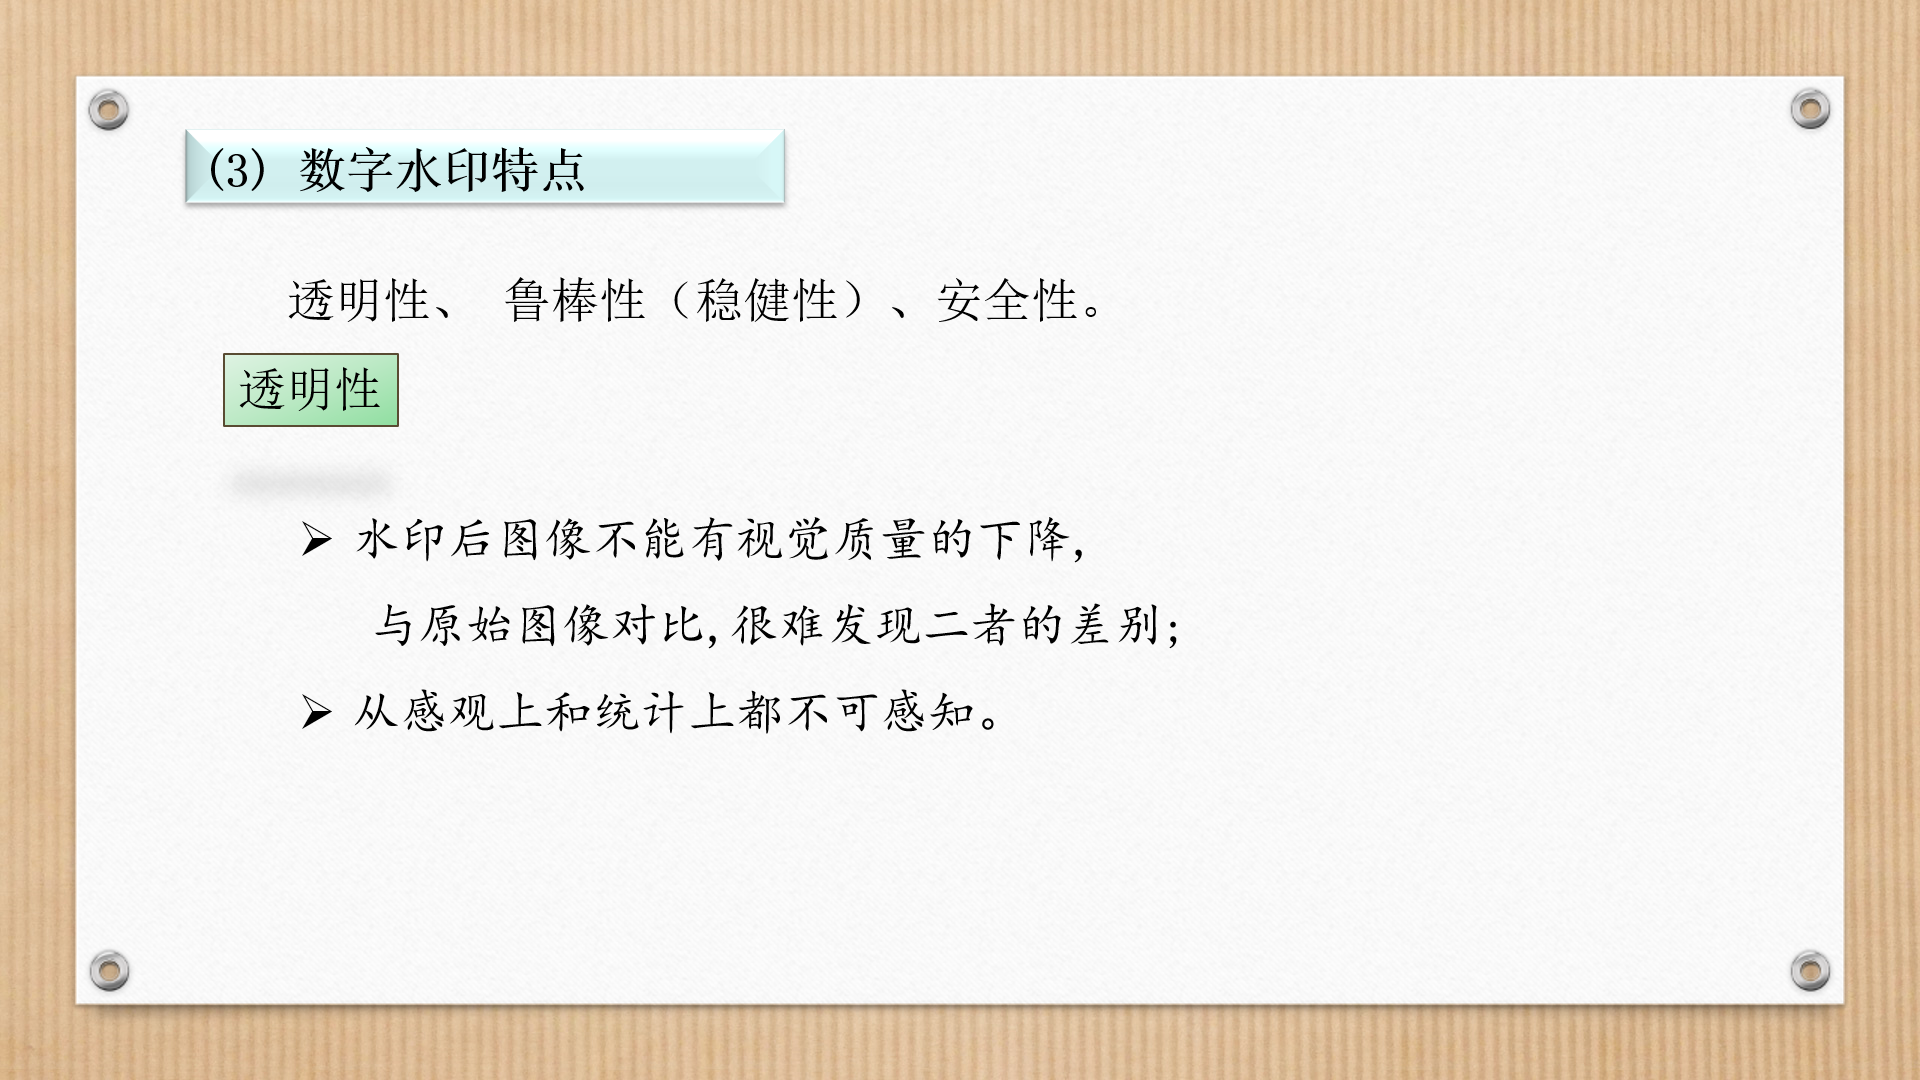 (3) 数字水印特点
透明性、 鲁棒性（稳健性）、安全性。
透明性
➢ 水印后图像不能有视觉质量的下降,
与原始图像对比,很难发现二者的差别;
➢ 从感观上和统计上都不可感知。